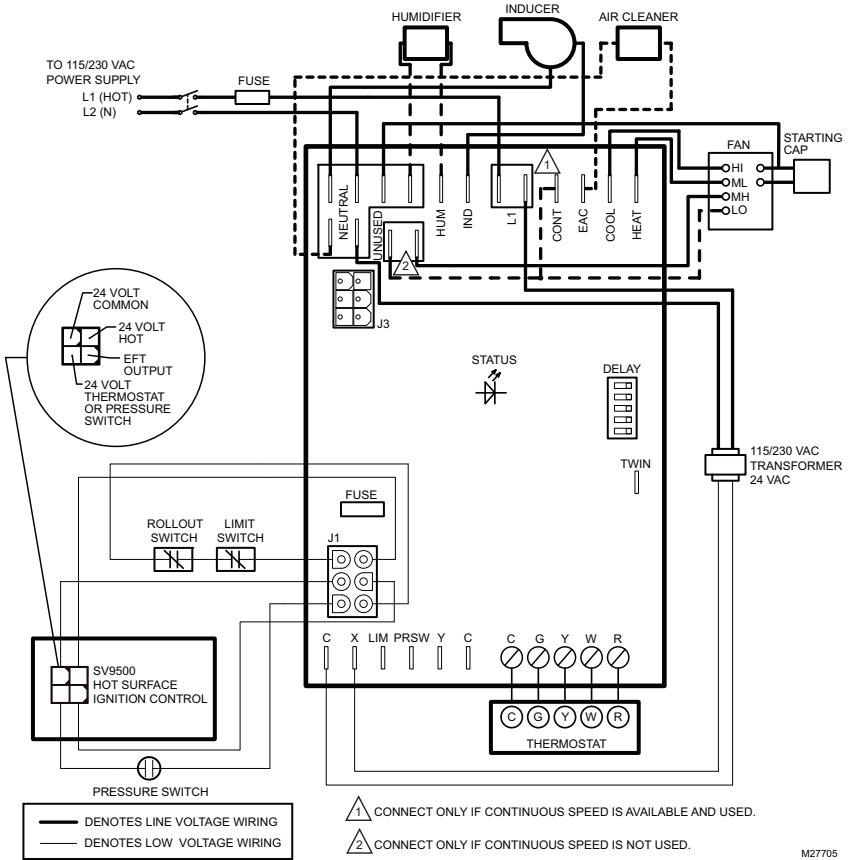 HUMIDIFIER
INDUCER
AIR CLEANER
TO 115/230 VAC
POWER SUPPLY
L1 (HOT)
L2 (N)
FUSE
FAN
STARTING
CAP
HI
ML
MH
LO
NEUTRAL
UNUSED
HUM
IND
L1
1
CONT
EAC
COOL
HEAT
2
J3
24 VOLT
COMMON
24 VOLT
HOT
EFT
OUTPUT
24 VOLT
THERMOSTAT
OR PRESSURE
SWITCH
STATUS
DELAY
TWIN
115/230 VAC
TRANSFORMER
24 VAC
FUSE
ROLLOUT
SWITCH
LIMIT
SWITCH
J1
C X LIM PRSW Y C
C G Y W R
SV9500
HOT SURFACE
IGNITION CONTROL
C G Y W R
THERMOSTAT
PRESSURE SWITCH
DENOTES LINE VOLTAGE WIRING
DENOTES LOW VOLTAGE WIRING
1 CONNECT ONLY IF CONTINUOUS SPEED IS AVAILABLE AND USED.
2 CONNECT ONLY IF CONTINUOUS SPEED IS NOT USED.
M27705